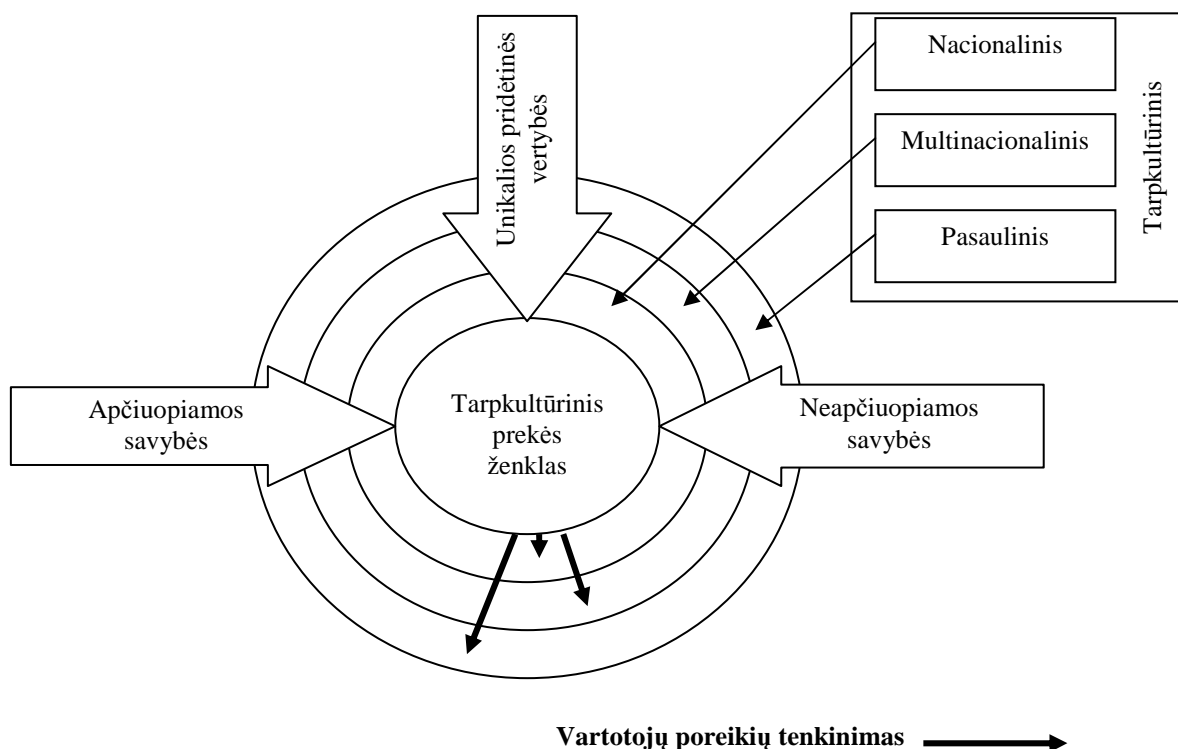 Unikalios pridėtinės
vertybės
Nacionalinis
Multinacionalinis
Pasaulinis
Tarpkultūrinis
Apčiuopiamos
savybės
Tarpkultūrinis
prekės
ženklas
Neapčiuopiamos
savybės
Vartotojų poreikių tenkinimas